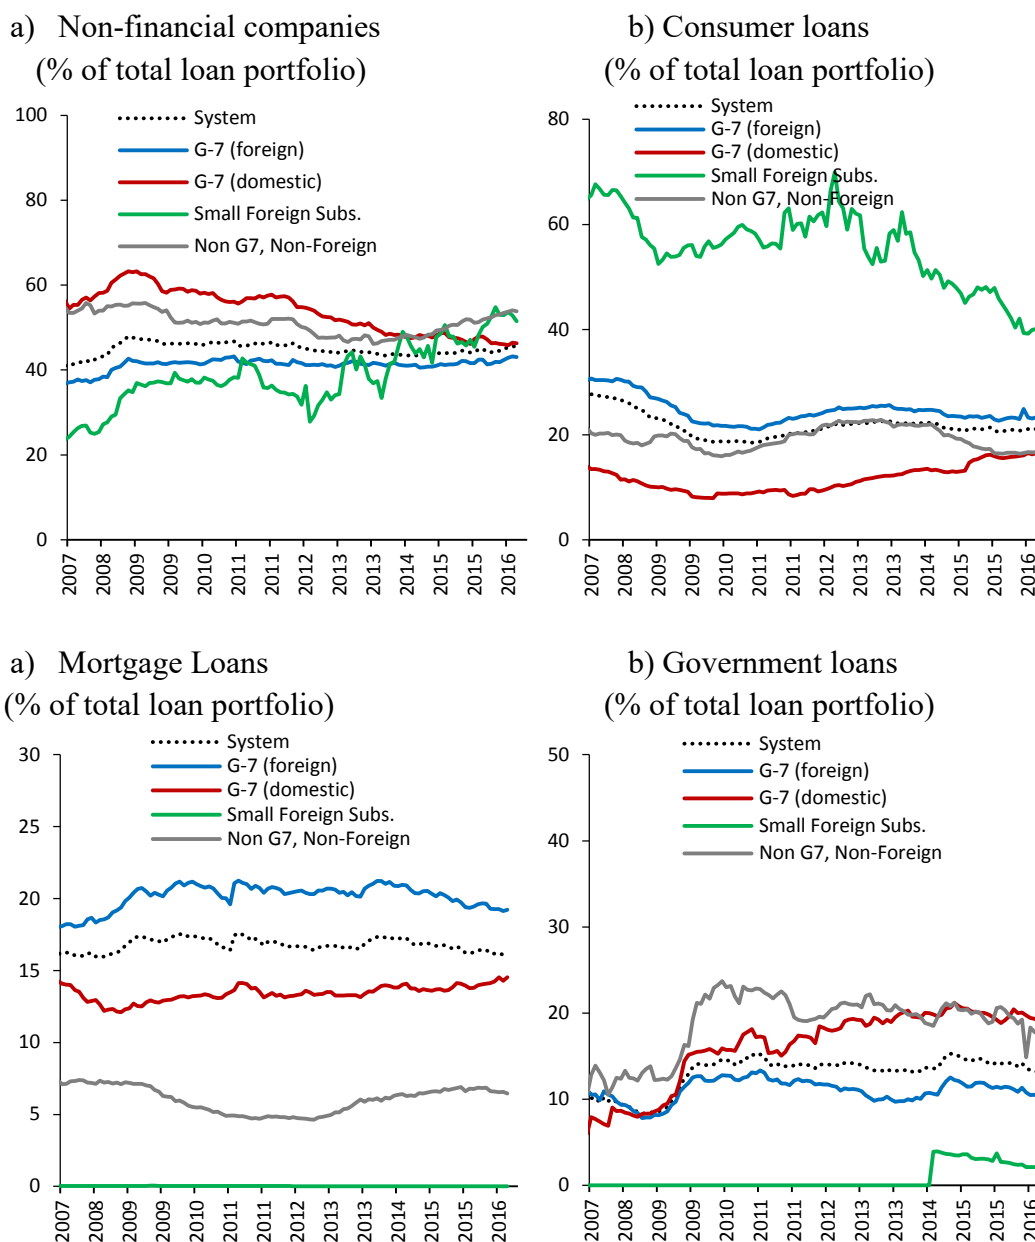 a) Non-financial companies
(% of total loan portfolio)
100
80
60
40
20
0
System
G-7 (foreign)
G-7 (domestic)
Small Foreign Subs.
Non G7, Non-Foreign
2007
2008
2009
2009
2010
2011
2011
2012
2013
2013
2014
2015
2015
2016
b) Consumer loans
(% of total loan portfolio)
80
60
40
20
0
System
G-7 (foreign)
G-7 (domestic)
Small Foreign Subs.
Non G7, Non-Foreign
2007
2008
2009
2009
2010
2011
2011
2012
2013
2013
2014
2015
2015
2016
a) Mortgage Loans
(% of total loan portfolio)
30
25
20
15
10
5
0
System
G-7 (foreign)
G-7 (domestic)
Small Foreign Subs.
Non G7, Non-Foreign
2007
2008
2009
2009
2010
2011
2011
2012
2013
2013
2014
2015
2015
2016
b) Government loans
(% of total loan portfolio)
50
40
30
20
10
0
System
G-7 (foreign)
G-7 (domestic)
Small Foreign Subs.
Non G7, Non-Foreign
2007
2008
2009
2009
2010
2011
2011
2012
2013
2013
2014
2015
2015
2016